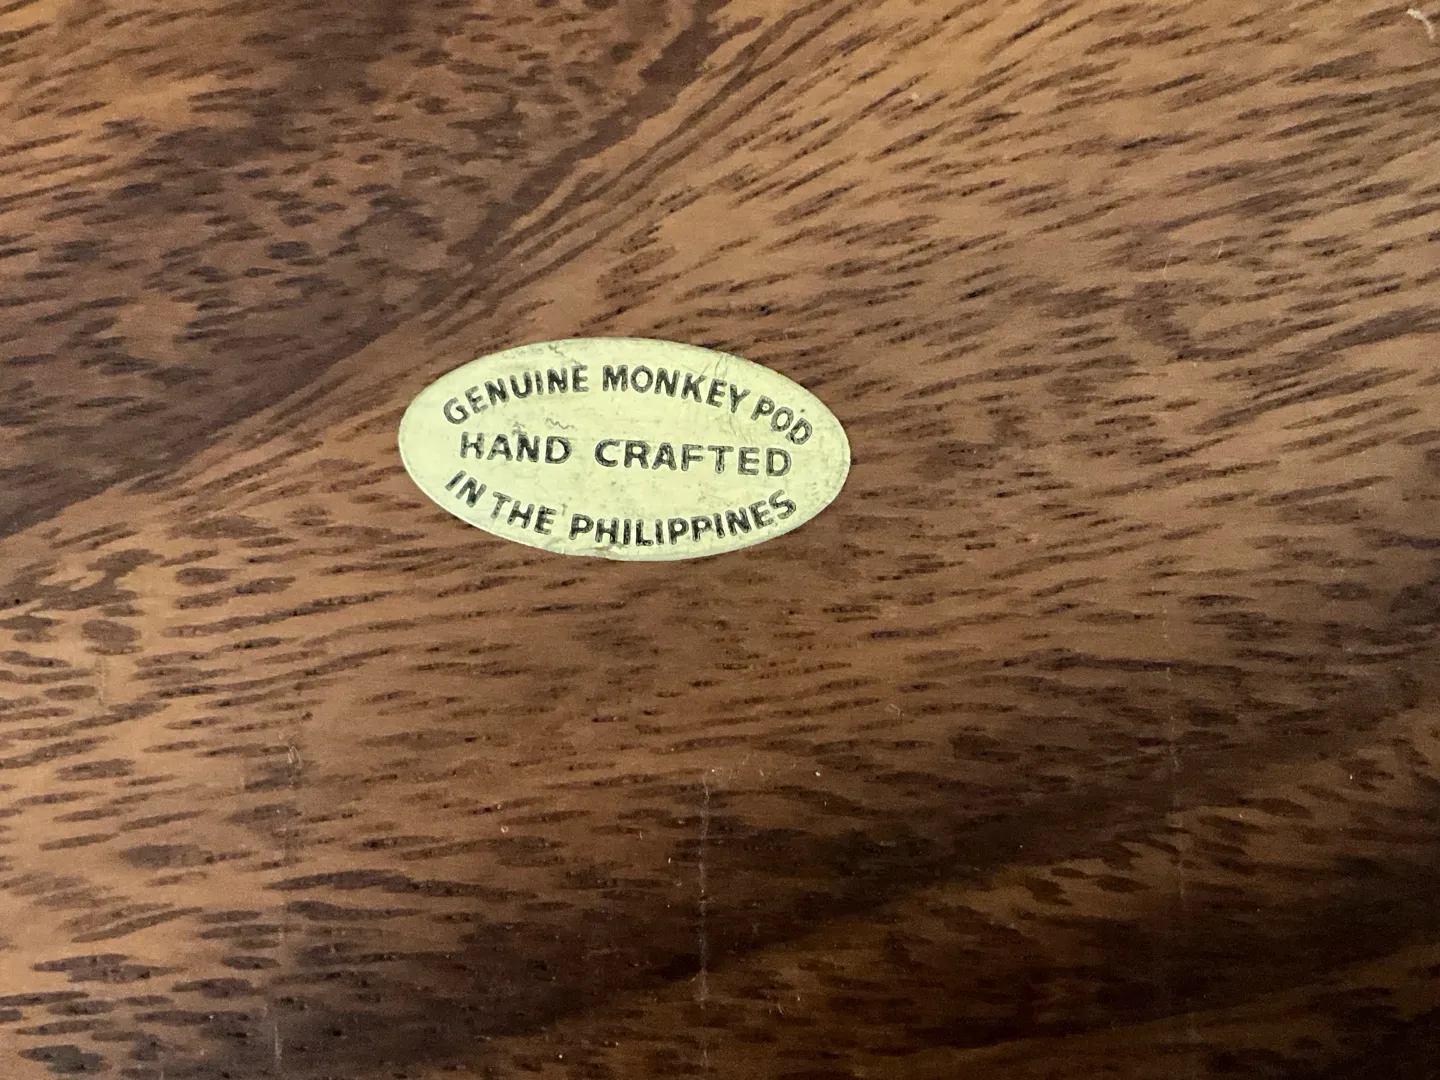 GENUINE MONKEY POD
HAND CRAFTED
IN THE PHILIPPINES